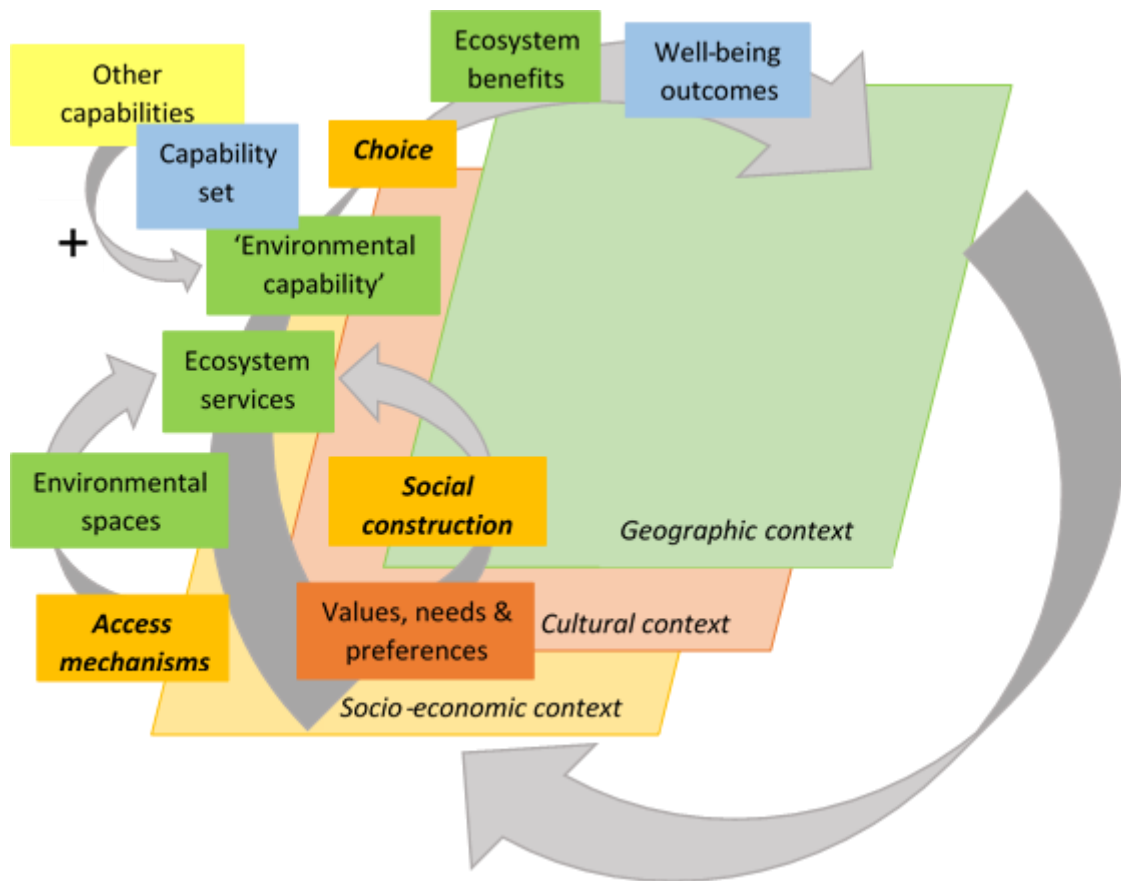 Other
capabilities
Ecosystem
benefits
Well-being
outcomes
Choice
Capability
set
+
‘Environmental
capability’
Ecosystem
services
Environmental
spaces
Social
construction
Geographic context
Access
mechanisms
Values, needs &
preferences
Cultural context
Socio-economic context